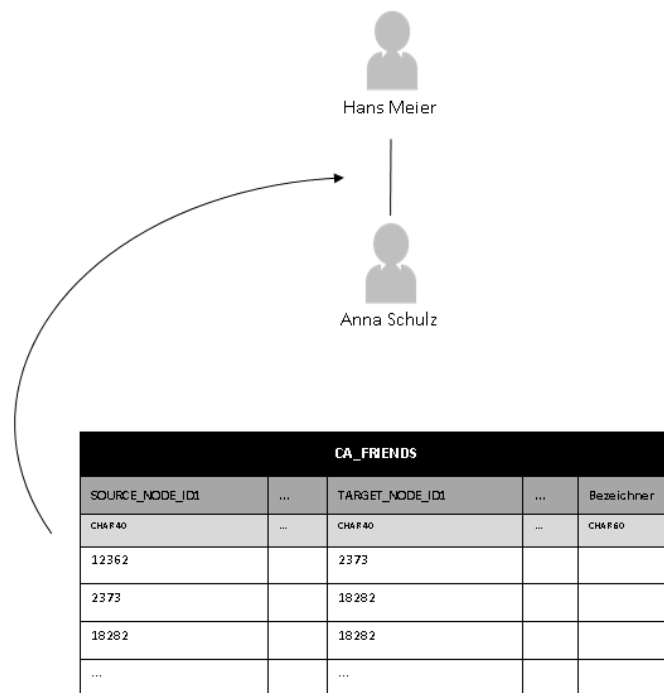 Hans Meier
Anna Schulz
CA_FRIENDS
SOURCE_NODE_ID1 ... TARGET_NODE_ID1 ... Bezeichner
CHAR40 ... CHAR40 ... CHAR60
12362 2373
2373 18282
18282 18282
... ...